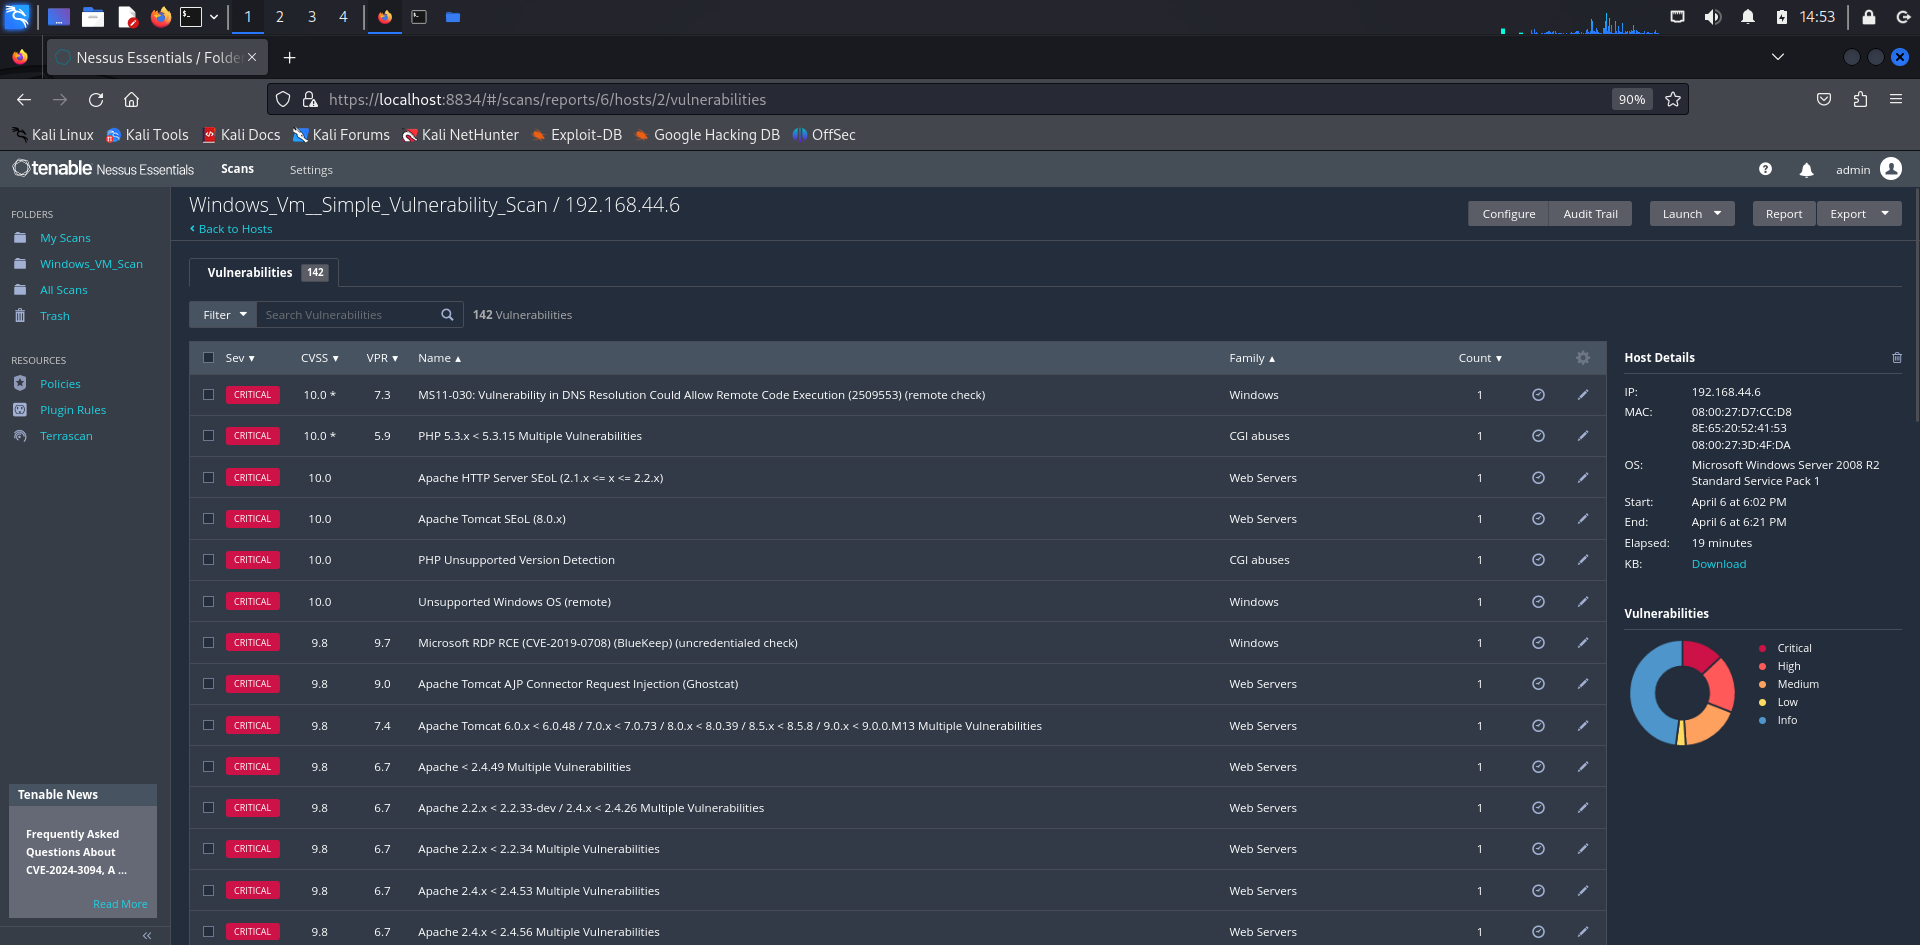 1 2 3 4 14:53
Nessus Essentials / Folde
https://localhost:8834/#/scans/reports/6/hosts/2/vulnerabilities 90%
Kali Linux Kali Tools Kali Docs Kali Forums Kali NetHunter Exploit-DB Google Hacking DB OffSec
tenable Nessus Essentials Scans Settings admin
FOLDERS
My Scans
Windows_VM_Scan
All Scans
Trash
RESOURCES
Policies
Plugin Rules
Terrascan
Tenable News
Frequently Asked
Questions About
CVE-2024-3094, A ...
Read More
Windows_Vm__Simple_Vulnerability_Scan / 192.168.44.6
Back to Hosts
Configure Audit Trail Launch Report Export
Vulnerabilities 142
Filter Search Vulnerabilities 142 Vulnerabilities
Sev CVSS VPR Name Family Count
CRITICAL 10.0 * 7.3 MS11-030: Vulnerability in DNS Resolution Could Allow Remote Code Execution (2509553) (remote check) Windows 1
CRITICAL 10.0 * 5.9 PHP 5.3.x < 5.3.15 Multiple Vulnerabilities CGI abuses 1
CRITICAL 10.0 Apache HTTP Server SEoL (2.1.x <= x <= 2.2.x) Web Servers 1
CRITICAL 10.0 Apache Tomcat SEoL (8.0.x) Web Servers 1
CRITICAL 10.0 PHP Unsupported Version Detection CGI abuses 1
CRITICAL 10.0 Unsupported Windows OS (remote) Windows 1
CRITICAL 9.8 9.7 Microsoft RDP RCE (CVE-2019-0708) (BlueKeep) (uncredentialed check) Windows 1
CRITICAL 9.8 9.0 Apache Tomcat AJP Connector Request Injection (Ghostcat) Web Servers 1
CRITICAL 9.8 7.4 Apache Tomcat 6.0.x < 6.0.48 / 7.0.x < 7.0.73 / 8.0.x < 8.0.39 / 8.5.x < 8.5.8 / 9.0.x < 9.0.0.M13 Multiple Vulnerabilities Web Servers 1
CRITICAL 9.8 6.7 Apache < 2.4.49 Multiple Vulnerabilities Web Servers 1
CRITICAL 9.8 6.7 Apache 2.2.x < 2.2.33-dev / 2.4.x < 2.4.26 Multiple Vulnerabilities Web Servers 1
CRITICAL 9.8 6.7 Apache 2.2.x < 2.2.34 Multiple Vulnerabilities Web Servers 1
CRITICAL 9.8 6.7 Apache 2.4.x < 2.4.53 Multiple Vulnerabilities Web Servers 1
CRITICAL 9.8 6.7 Apache 2.4.x < 2.4.56 Multiple Vulnerabilities Web Servers 1
Host Details
IP: 192.168.44.6
MAC: 08:00:27:D7:CC:D8
8E:65:20:52:41:53
08:00:27:3D:4F:DA
OS: Microsoft Windows Server 2008 R2
Standard Service Pack 1
Start: April 6 at 6:02 PM
End: April 6 at 6:21 PM
Elapsed: 19 minutes
KB: Download
Vulnerabilities
Critical
High
Medium
Low
Info